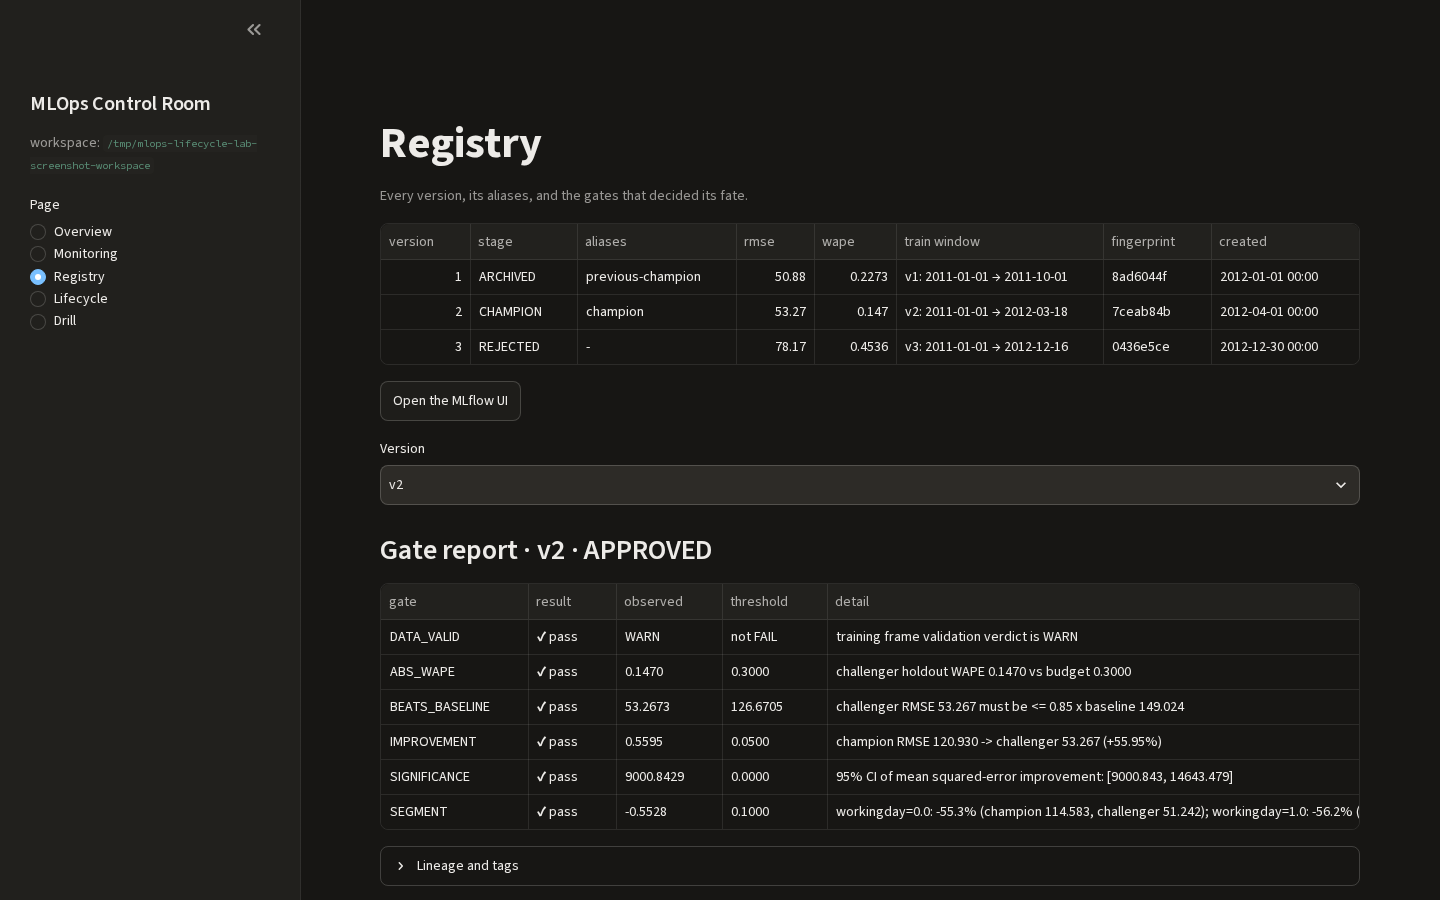 MLOps Control Room
workspace: /tmp/mlops-lifecycle-lab-
screenshot-workspace
Page
Overview
Monitoring
Registry
Lifecycle
Drill
Registry
Every version, its aliases, and the gates that decided its fate.
version stage aliases rmse wape train window fingerprint created
1 ARCHIVED previous-champion 50.88 0.2273 v1: 2011-01-01 → 2011-10-01 8ad6044f 2012-01-01 00:00
2 CHAMPION champion 53.27 0.147 v2: 2011-01-01 → 2012-03-18 7ceab84b 2012-04-01 00:00
3 REJECTED - 78.17 0.4536 v3: 2011-01-01 → 2012-12-16 0436e5ce 2012-12-30 00:00
Open the MLflow UI
Version
v2
Gate report · v2 · APPROVED
gate result observed threshold detail
DATA_VALID ✓ pass WARN not FAIL training frame validation verdict is WARN
ABS_WAPE ✓ pass 0.1470 0.3000 challenger holdout WAPE 0.1470 vs budget 0.3000
BEATS_BASELINE ✓ pass 53.2673 126.6705 challenger RMSE 53.267 must be <= 0.85 x baseline 149.024
IMPROVEMENT ✓ pass 0.5595 0.0500 champion RMSE 120.930 -> challenger 53.267 (+55.95%)
SIGNIFICANCE ✓ pass 9000.8429 0.0000 95% CI of mean squared-error improvement: [9000.843, 14643.479]
SEGMENT ✓ pass -0.5528 0.1000 workingday=0.0: -55.3% (champion 114.583, challenger 51.242); workingday=1.0: -56.2% (
Lineage and tags